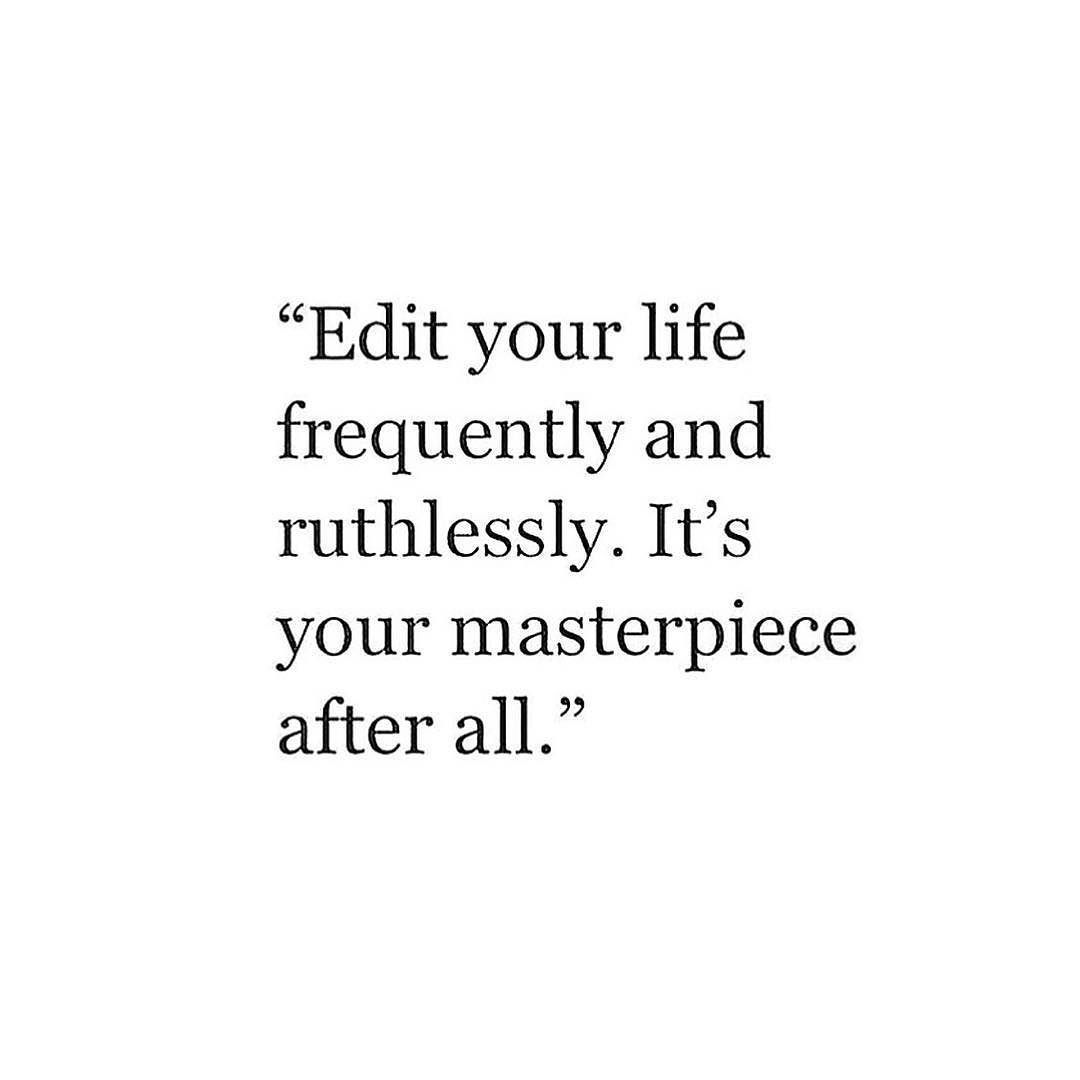 “Edit your life
frequently and
ruthlessly. It’s
your masterpiece
after all.”